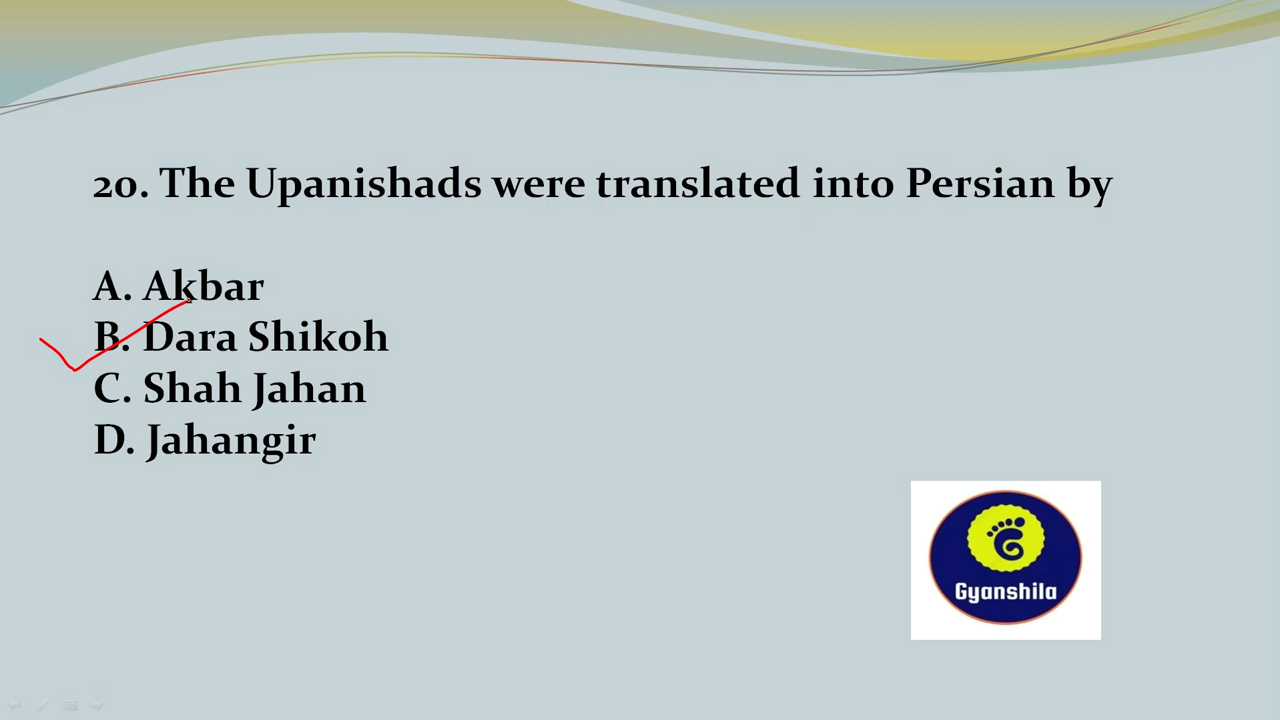 20. The Upanishads were translated into Persian by
A. Akbar
B. Dara Shikoh
C. Shah Jahan
D. Jahangir
Gyanshila